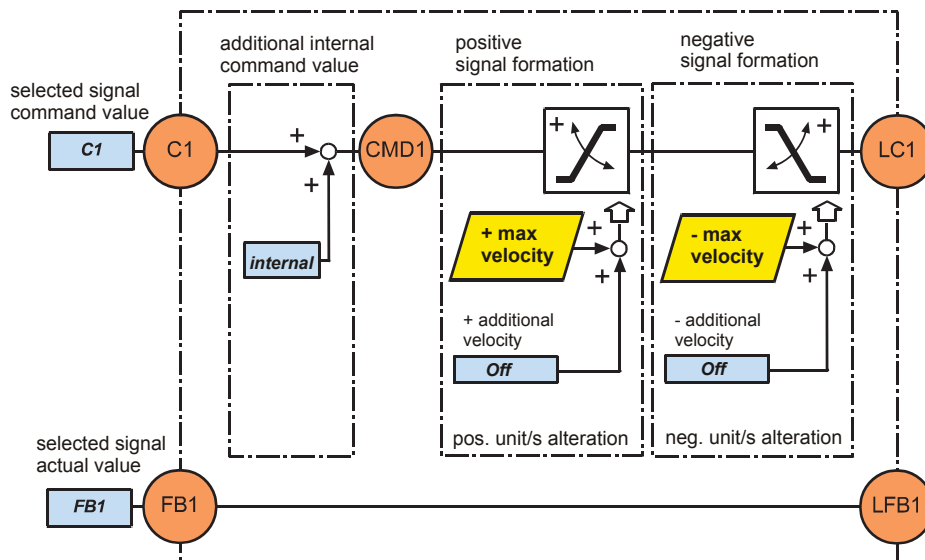 additional internal
command value
positive
signal formation
negative
signal formation
selected signal
command value
C1
C1
+
+
CMD1
+
+
LC1
internal
+ max
velocity
+
+
- max
velocity
+
+
+ additional
velocity
Off
- additional
velocity
Off
pos. unit/s alteration
neg. unit/s alteration
selected signal
actual value
FB1
FB1
LFB1